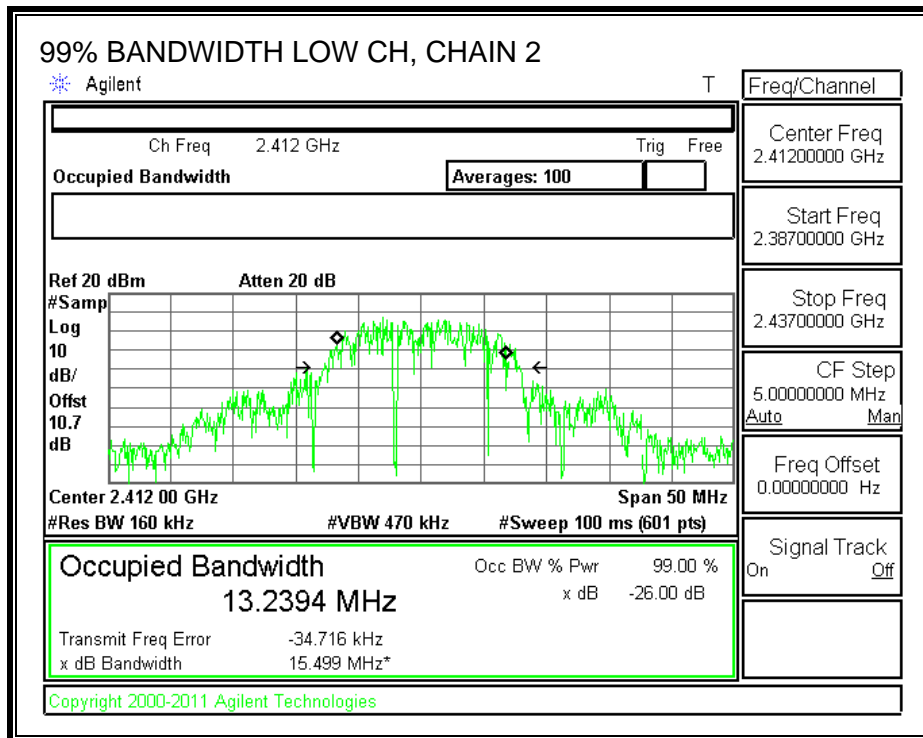 99% BANDWIDTH LOW CH, CHAIN 2
Agilent T
Freq/Channel
Ch Freq 2.412 GHz Trig Free
Occupied Bandwidth Averages: 100
Center Freq
2.41200000 GHz
Start Freq
2.38700000 GHz
Stop Freq
2.43700000 GHz
CF Step
5.00000000 MHz
Auto Man
Freq Offset
0.00000000 Hz
Signal Track
On Off
Ref 20 dBm Atten 20 dB
#Samp
Log
10
dB/
Offst
10.7
dB
Center 2.412 00 GHz Span 50 MHz
#Res BW 160 kHz #VBW 470 kHz #Sweep 100 ms (601 pts)
Occupied Bandwidth Occ BW % Pwr 99.00 %
13.2394 MHz x dB -26.00 dB
Transmit Freq Error -34.716 kHz
x dB Bandwidth 15.499 MHz*
Copyright 2000-2011 Agilent Technologies